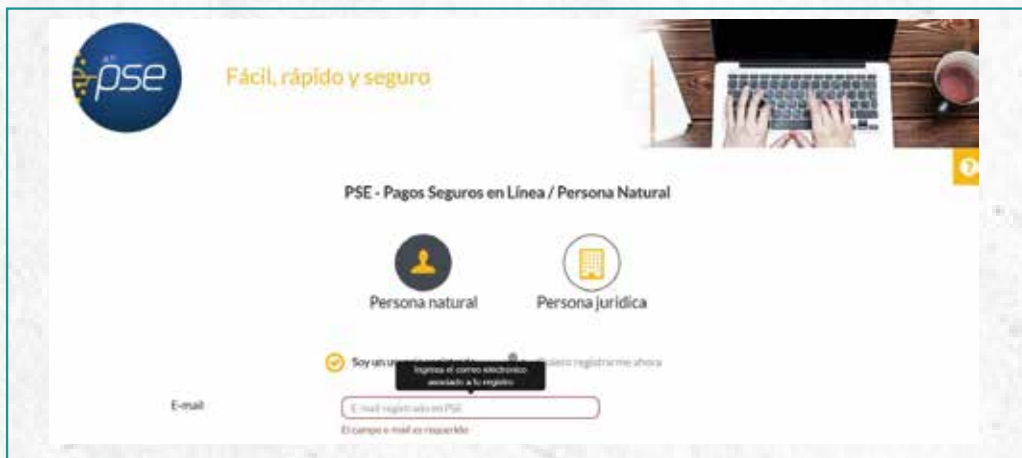 pse
Fácil, rápido y seguro
PSE - Pagos Seguros en Línea / Persona Natural
Persona natural
Persona jurídica
Soy un
registrarme ahora
Ingresa el correo electronico
asociado a tu registro
E-mail
E-mail registrado en PSE
El campo e-mail es requerido